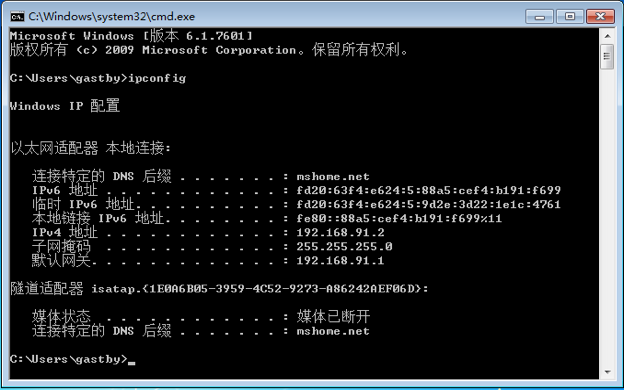 C:\Windows\system32\cmd.exe
Microsoft Windows [版本 6.1.7601]
版权所有 (c) 2009 Microsoft Corporation。保留所有权利。
C:\Users\gastby>ipconfig
Windows IP 配置
以太网适配器 本地连接:
连接特定的 DNS 后缀 . . . . . . . : mshome.net
IPv6 地址 . . . . . . . . . . . . : fd20:63f4:e624:5:88a5:cef4:b191:f699
临时 IPv6 地址. . . . . . . . . . : fd20:63f4:e624:5:9d2e:3d22:1e1c:4761
本地链接 IPv6 地址. . . . . . . . : fe80::88a5:cef4:b191:f699%11
IPv4 地址 . . . . . . . . . . . . : 192.168.91.2
子网掩码  . . . . . . . . . . . . : 255.255.255.0
默认网关. . . . . . . . . . . . . : 192.168.91.1
隧道适配器 isatap.{1E0A6B05-3959-4C52-9273-A86242AEF06D}:
媒体状态  . . . . . . . . . . . . : 媒体已断开
连接特定的 DNS 后缀 . . . . . . . : mshome.net
C:\Users\gastby>